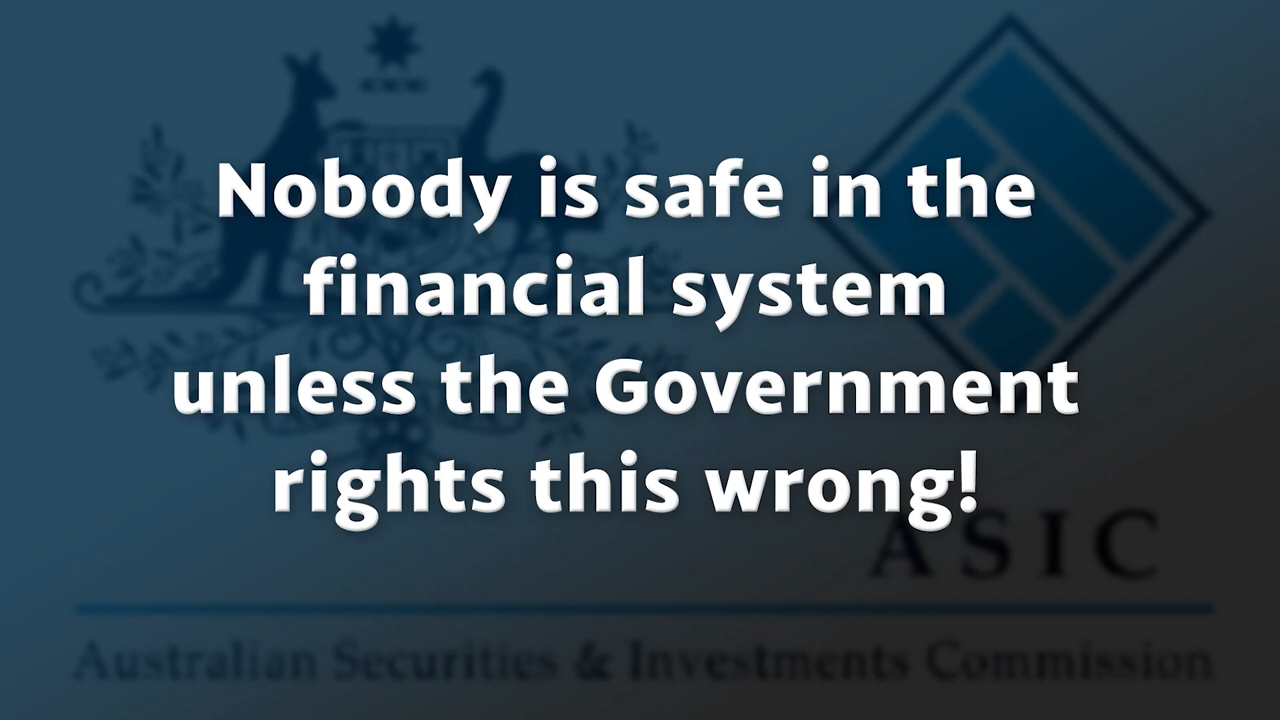 Nobody is safe in the
financial system
unless the Government
rights this wrong!
ASIC
Australian Securities & Investments Commission